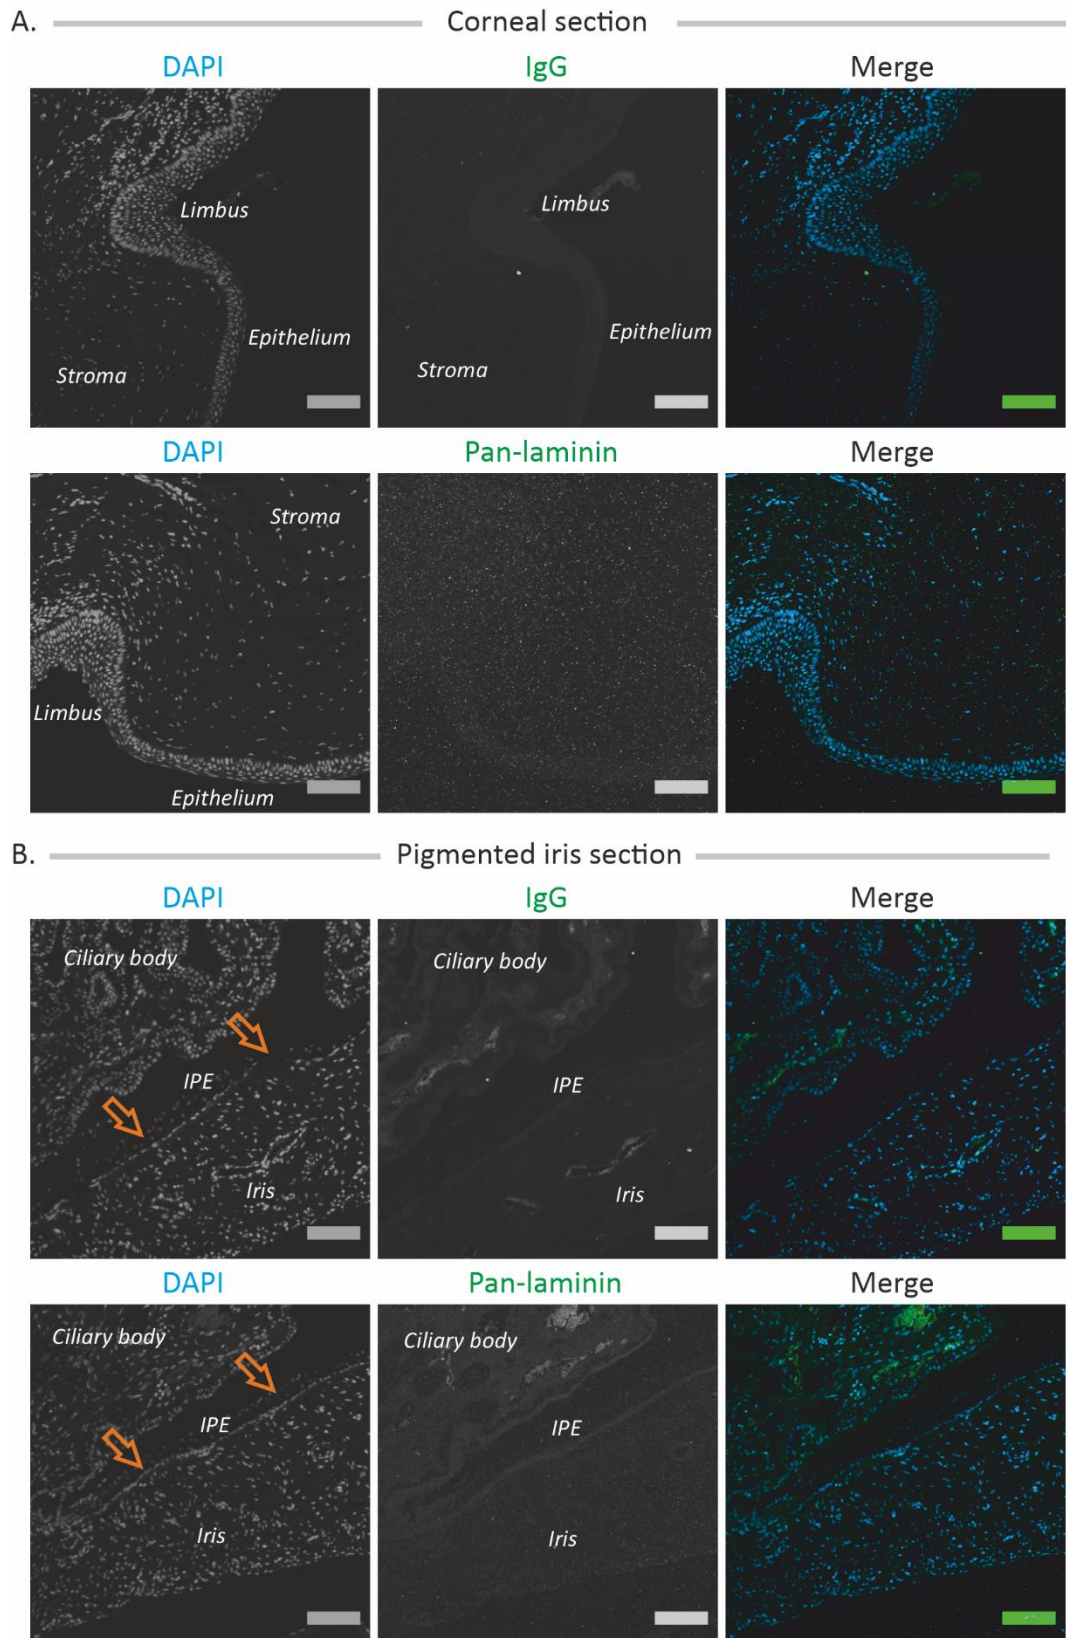 A. Corneal section
DAPI IgG Merge
Limbus Limbus
Epithelium Epithelium
Stroma Stroma
DAPI Pan-laminin Merge
Stroma
Limbus
Epithelium
B. Pigmented iris section
DAPI IgG Merge
Ciliary body Ciliary body
IPE IPE
Iris Iris
DAPI Pan-laminin Merge
Ciliary body Ciliary body
IPE IPE
Iris Iris